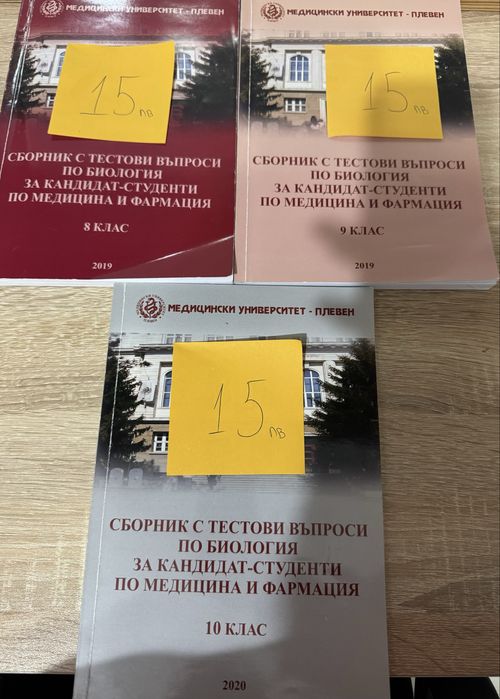 МЕДИЦИНСКИ УНИВЕРСИТЕТ - ПЛЕВЕН
15 лв
СБОРНИК С ТЕСТОВИ ВЪПРОСИ
ПО БИОЛОГИЯ
ЗА КАНДИДАТ-СТУДЕНТИ
ПО МЕДИЦИНА И ФАРМАЦИЯ
8 КЛАС
2019
МЕДИЦИНСКИ УНИВЕРСИТЕТ - ПЛЕВЕН
15 лв
СБОРНИК С ТЕСТОВИ ВЪПРОСИ
ПО БИОЛОГИЯ
ЗА КАНДИДАТ-СТУДЕНТИ
ПО МЕДИЦИНА И ФАРМАЦИЯ
9 КЛАС
2019
МЕДИЦИНСКИ УНИВЕРСИТЕТ - ПЛЕВЕН
15 лв
СБОРНИК С ТЕСТОВИ ВЪПРОСИ
ПО БИОЛОГИЯ
ЗА КАНДИДАТ-СТУДЕНТИ
ПО МЕДИЦИНА И ФАРМАЦИЯ
10 КЛАС
2020